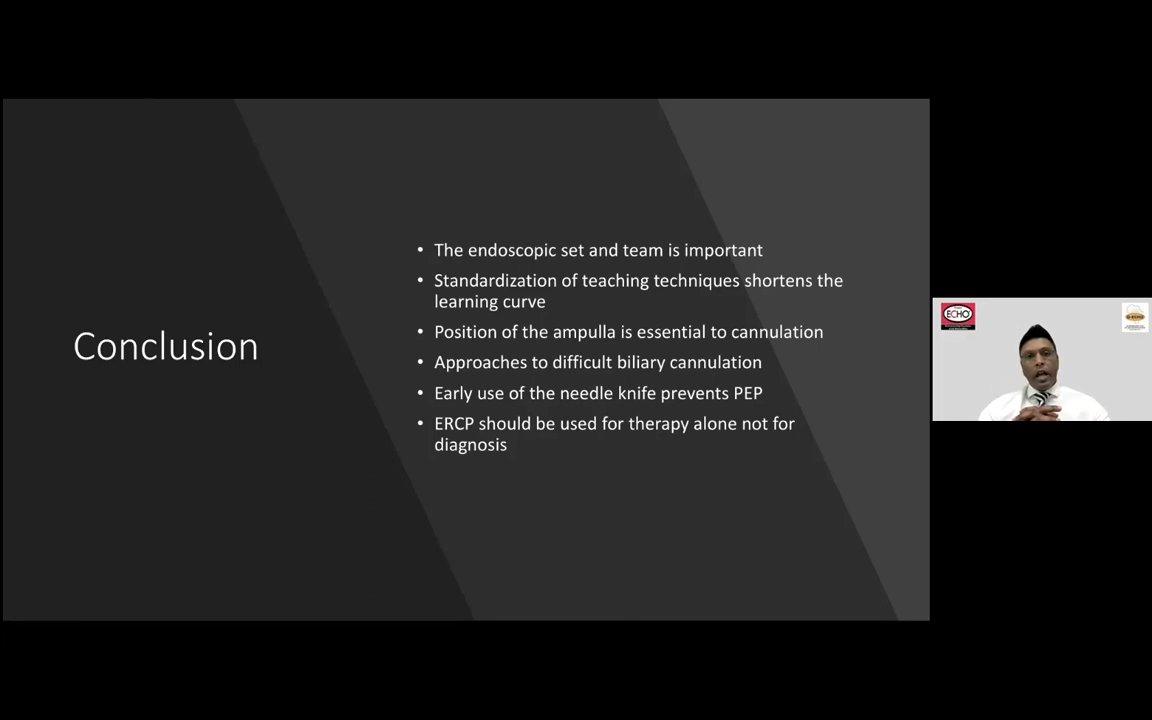 Conclusion
• The endoscopic set and team is important
• Standardization of teaching techniques shortens the
learning curve
• Position of the ampulla is essential to cannulation
• Approaches to difficult biliary cannulation
• Early use of the needle knife prevents PEP
• ERCP should be used for therapy alone not for
diagnosis
ECHO